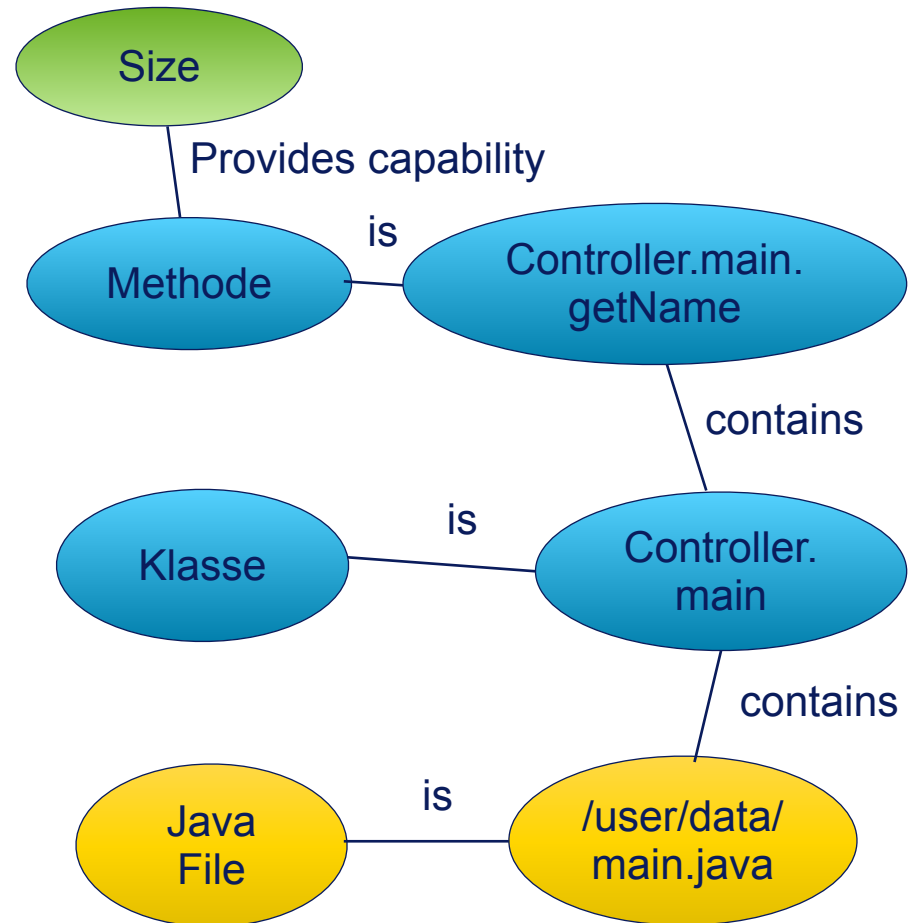 Size
Provides capability
is
Methode
Controller.main.
getName
contains
is
Klasse
Controller.
main
contains
is
Java
File
/user/data/
main.java